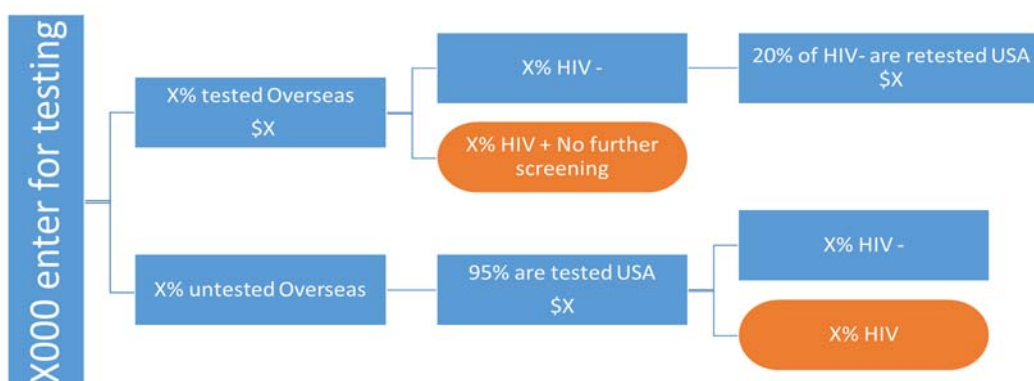 X000 enter for testing
X% tested Overseas
$X
X% HIV -
20% of HIV- are retested USA
$X
X% HIV + No further
screening
X% untested Overseas
95% are tested USA
$X
X% HIV -
X% HIV